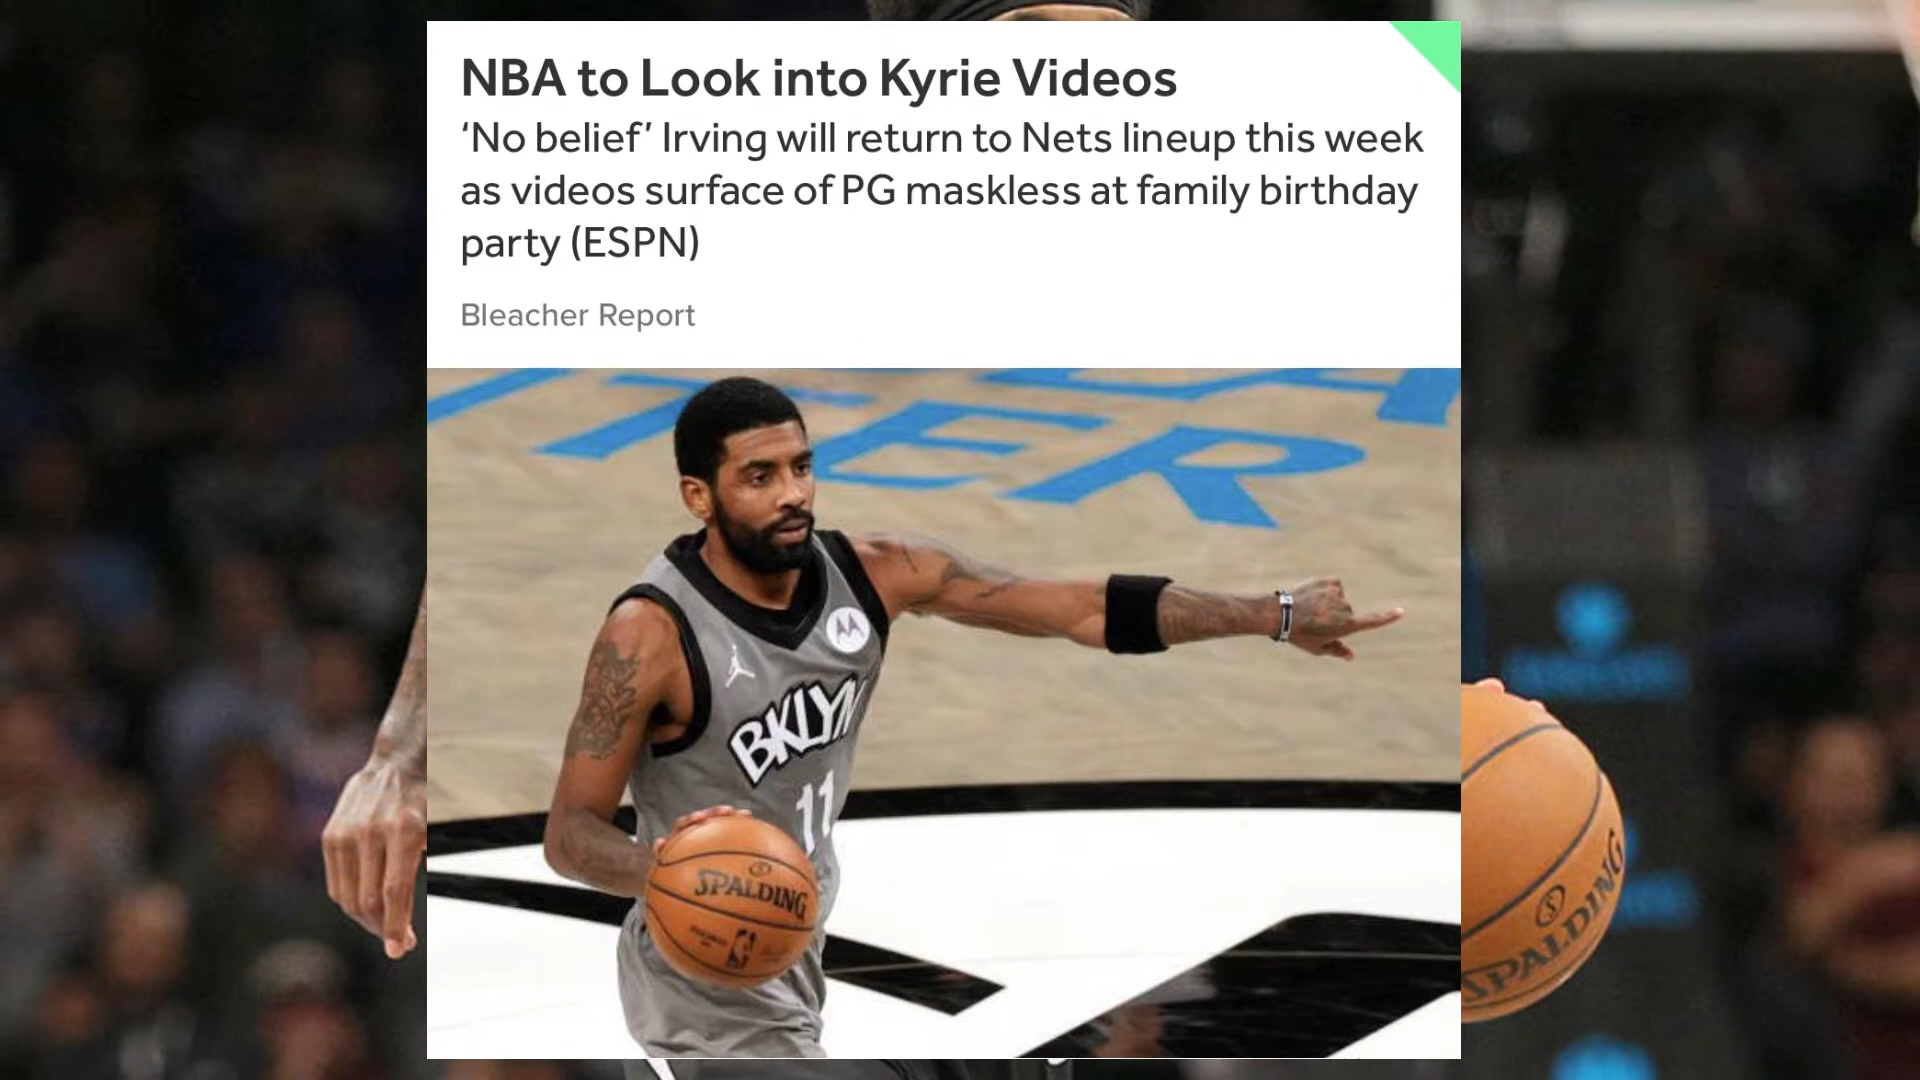 NBA to Look into Kyrie Videos
‘No belief’ Irving will return to Nets lineup this week
as videos surface of PG maskless at family birthday
party (ESPN)
Bleacher Report
TER
BKLYN
11
SPALDING
SPALDING